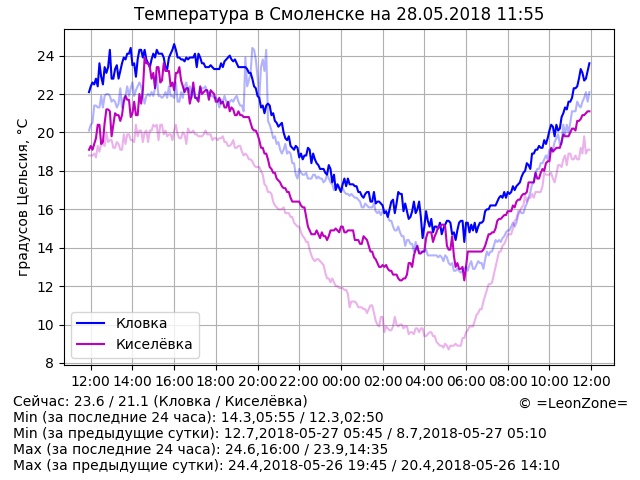 Температура в Смоленске на 28.05.2018 11:55
градусов Цельсия, °C
24
22
20
18
16
14
12
10
8
Кловка
Киселёвка
12:00 14:00 16:00 18:00 20:00 22:00 00:00 02:00 04:00 06:00 08:00 10:00 12:00
Сейчас: 23.6 / 21.1 (Кловка / Киселёвка)
© =LeonZone=
Min (за последние 24 часа): 14.3,05:55 / 12.3,02:50
Min (за предыдущие сутки): 12.7,2018-05-27 05:45 / 8.7,2018-05-27 05:10
Max (за последние 24 часа): 24.6,16:00 / 23.9,14:35
Max (за предыдущие сутки): 24.4,2018-05-26 19:45 / 20.4,2018-05-26 14:10